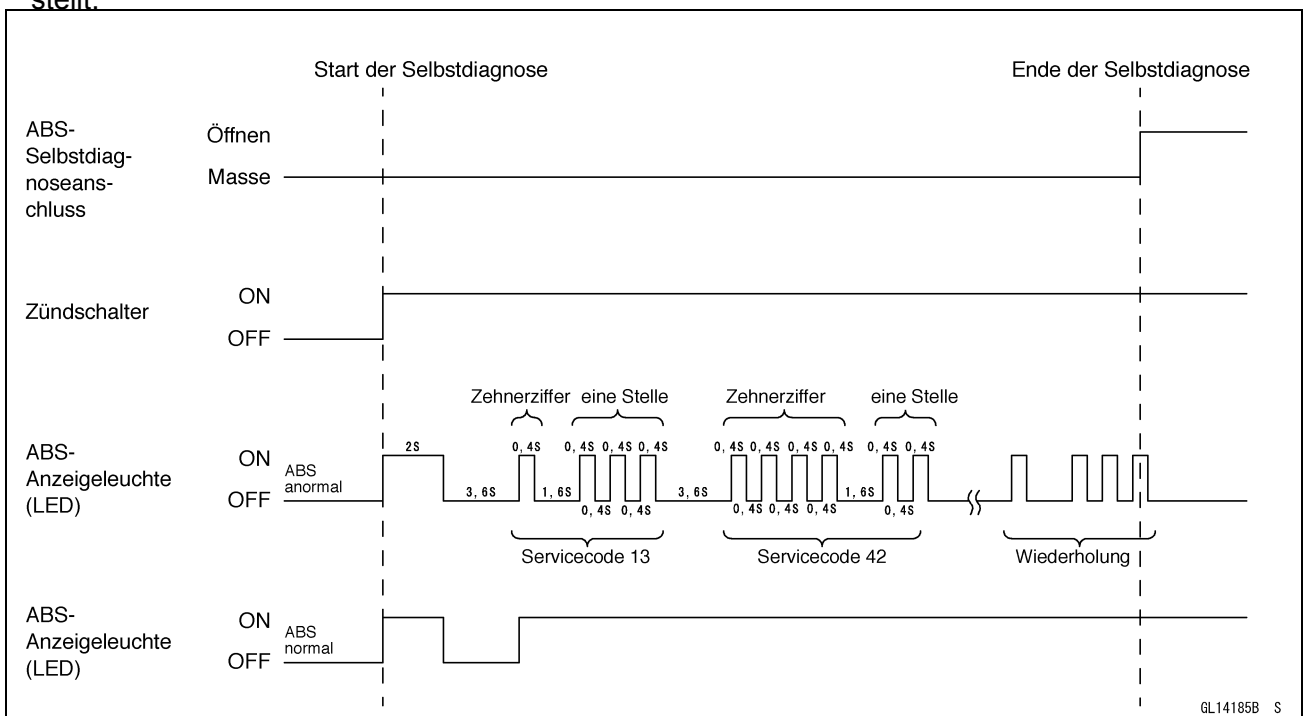 stellt.
Start der Selbstdiagnose
Ende der Selbstdiagnose
ABS-
Selbstdiag-
noseans-
chluss
Öffnen
Masse
Zündschalter
ON
OFF
Zehnerziffer eine Stelle Zehnerziffer eine Stelle
ABS-
Anzeigeleuchte
(LED)
ON
OFF
ABS
anormal
2S 0,4S 0,4S 0,4S 0,4S 0,4S 0,4S 0,4S 0,4S 0,4S 0,4S
3,6S 1,6S 3,6S 1,6S
0,4S 0,4S 0,4S 0,4S 0,4S 0,4S
Servicecode 13 Servicecode 42 Wiederholung
ABS-
Anzeigeleuchte
(LED)
ON
OFF
ABS
normal
GL14185B S